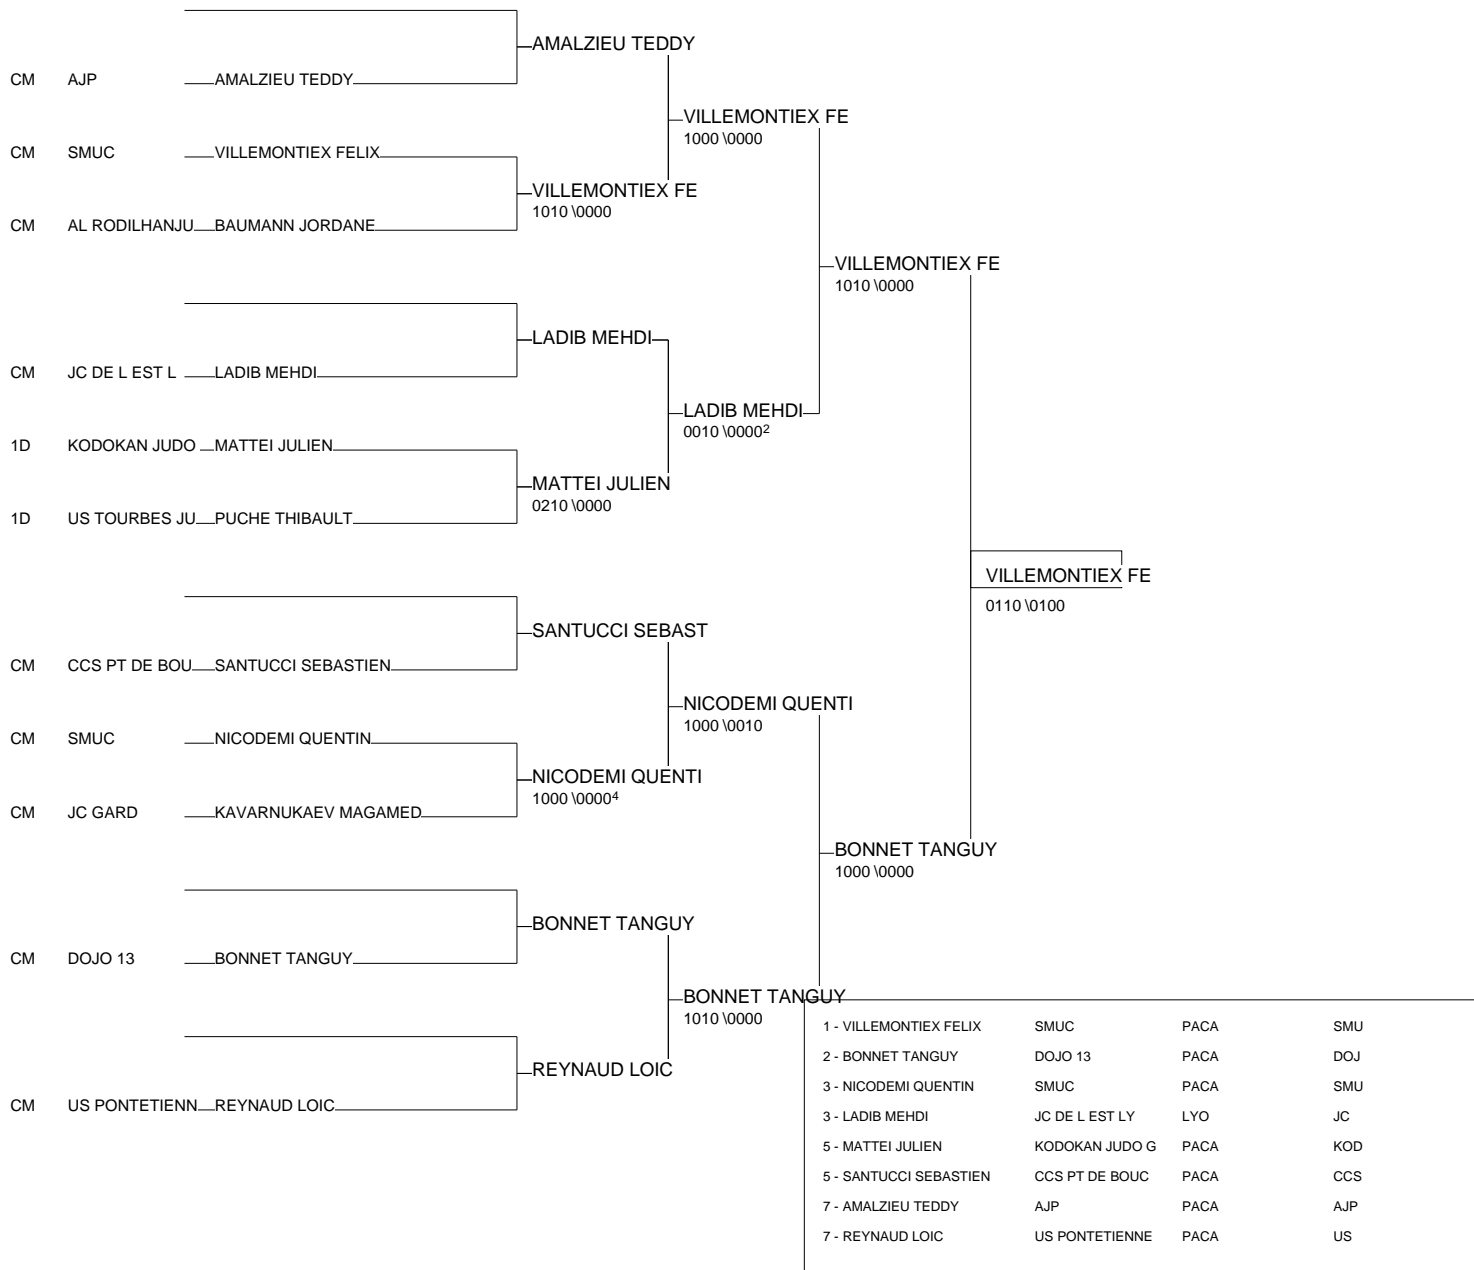 AMALZIEU TEDDY
CM AJP AMALZIEU TEDDY
VILLEMONTIEX FE
1000 \0000
CM SMUC VILLEMONTIEX FELIX
VILLEMONTIEX FE
1010 \0000
CM AL RODILHANJU BAUMANN JORDANE
VILLEMONTIEX FE
1010 \0000
LADIB MEHDI
CM JC DE L EST L LADIB MEHDI
LADIB MEHDI
0010 \0000²
1D KODOKAN JUDO MATTEI JULIEN
MATTEI JULIEN
0210 \0000
1D US TOURBES JU PUCHE THIBAULT
VILLEMONTIEX FE
0110 \0100
SANTUCCI SEBAST
CM CCS PT DE BOU SANTUCCI SEBASTIEN
NICODEMI QUENTI
1000 \0010
CM SMUC NICODEMI QUENTIN
NICODEMI QUENTI
1000 \0000⁴
CM JC GARD KAVARNUKAEV MAGAMED
BONNET TANGUY
1000 \0000
BONNET TANGUY
CM DOJO 13 BONNET TANGUY
BONNET TANGUY
1010 \0000
REYNAUD LOIC
CM US PONTETIENN REYNAUD LOIC
1 - VILLEMONTIEX FELIX SMUC PACA SMU
2 - BONNET TANGUY DOJO 13 PACA DOJ
3 - NICODEMI QUENTIN SMUC PACA SMU
3 - LADIB MEHDI JC DE L EST LY LYO JC
5 - MATTEI JULIEN KODOKAN JUDO G PACA KOD
5 - SANTUCCI SEBASTIEN CCS PT DE BOUC PACA CCS
7 - AMALZIEU TEDDY AJP PACA AJP
7 - REYNAUD LOIC US PONTETIENNE PACA US